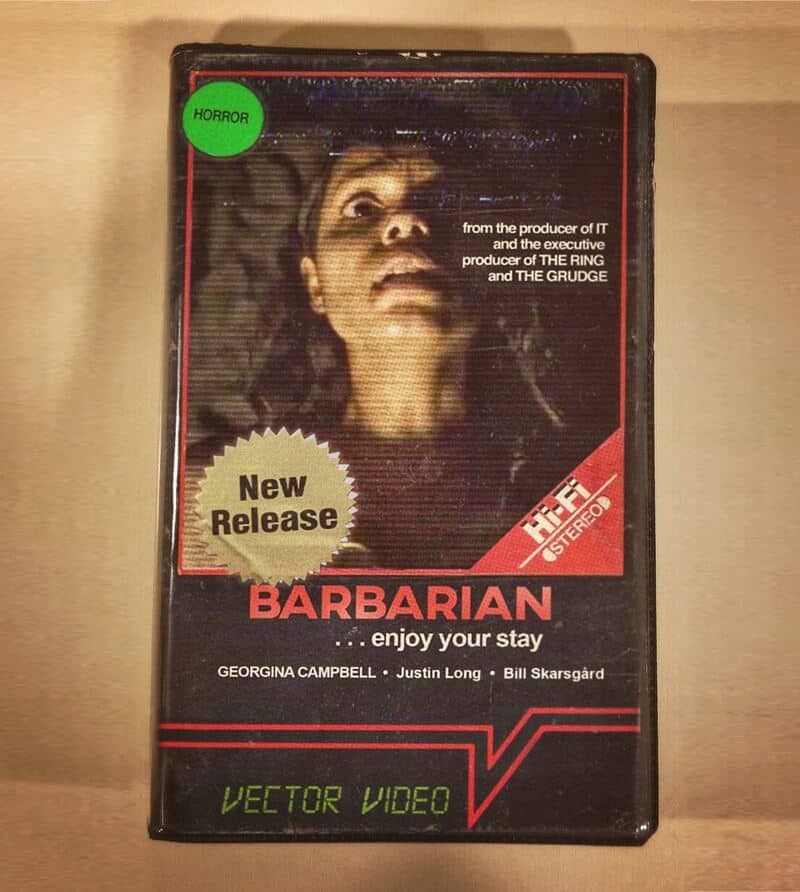 HORROR
from the producer of IT
and the executive
producer of THE RING
and THE GRUDGE
New
Release
Hi-Fi
STEREO
BARBARIAN
...enjoy your stay
GEORGINA CAMPBELL • Justin Long • Bill Skarsgård
VECTOR VIDEO